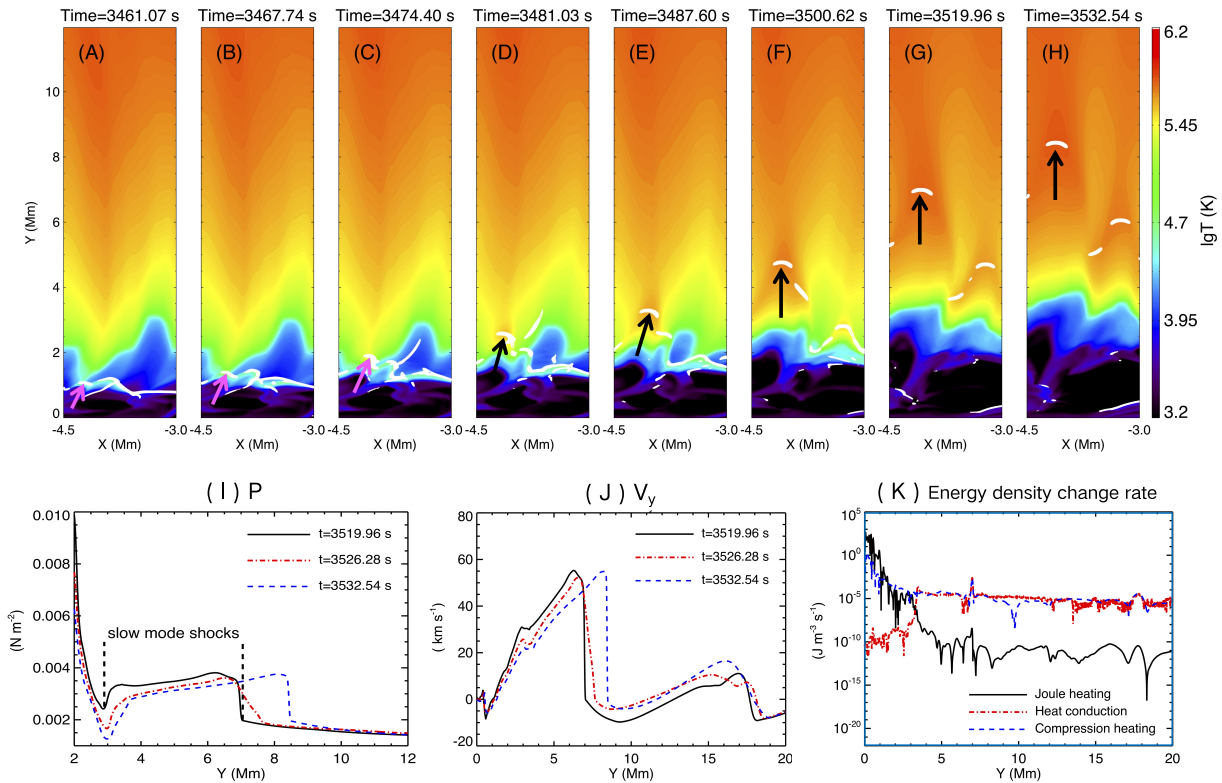 Time=3461.07 s Time=3467.74 s Time=3474.40 s Time=3481.03 s Time=3487.60 s Time=3500.62 s Time=3519.96 s Time=3532.54 s
(A) (B) (C) (D) (E) (F) (G) (H)
6.2
5.45
4.7
3.95
3.2
lgT (K)
10
8
6
4
2
0
Y (Mm)
-4.5 -3.0 -4.5 -3.0 -4.5 -3.0 -4.5 -3.0 -4.5 -3.0 -4.5 -3.0 -4.5 -3.0 -4.5 -3.0
X (Mm) X (Mm) X (Mm) X (Mm) X (Mm) X (Mm) X (Mm) X (Mm)
( I ) P
0.010
0.008
0.006
0.004
0.002
(N m⁻²)
t=3519.96 s
t=3526.28 s
t=3532.54 s
slow mode shocks
2 4 6 8 10 12
Y (Mm)
( J ) Vy
80
60
40
20
0
-20
( km s⁻¹)
t=3519.96 s
t=3526.28 s
t=3532.54 s
0 5 10 15 20
Y (Mm)
( K ) Energy density change rate
10⁵
10⁰
10⁻⁵
10⁻¹⁰
10⁻¹⁵
10⁻²⁰
(J m⁻³ s⁻¹)
Joule heating
Heat conduction
Compression heating
0 5 10 15 20
Y (Mm)